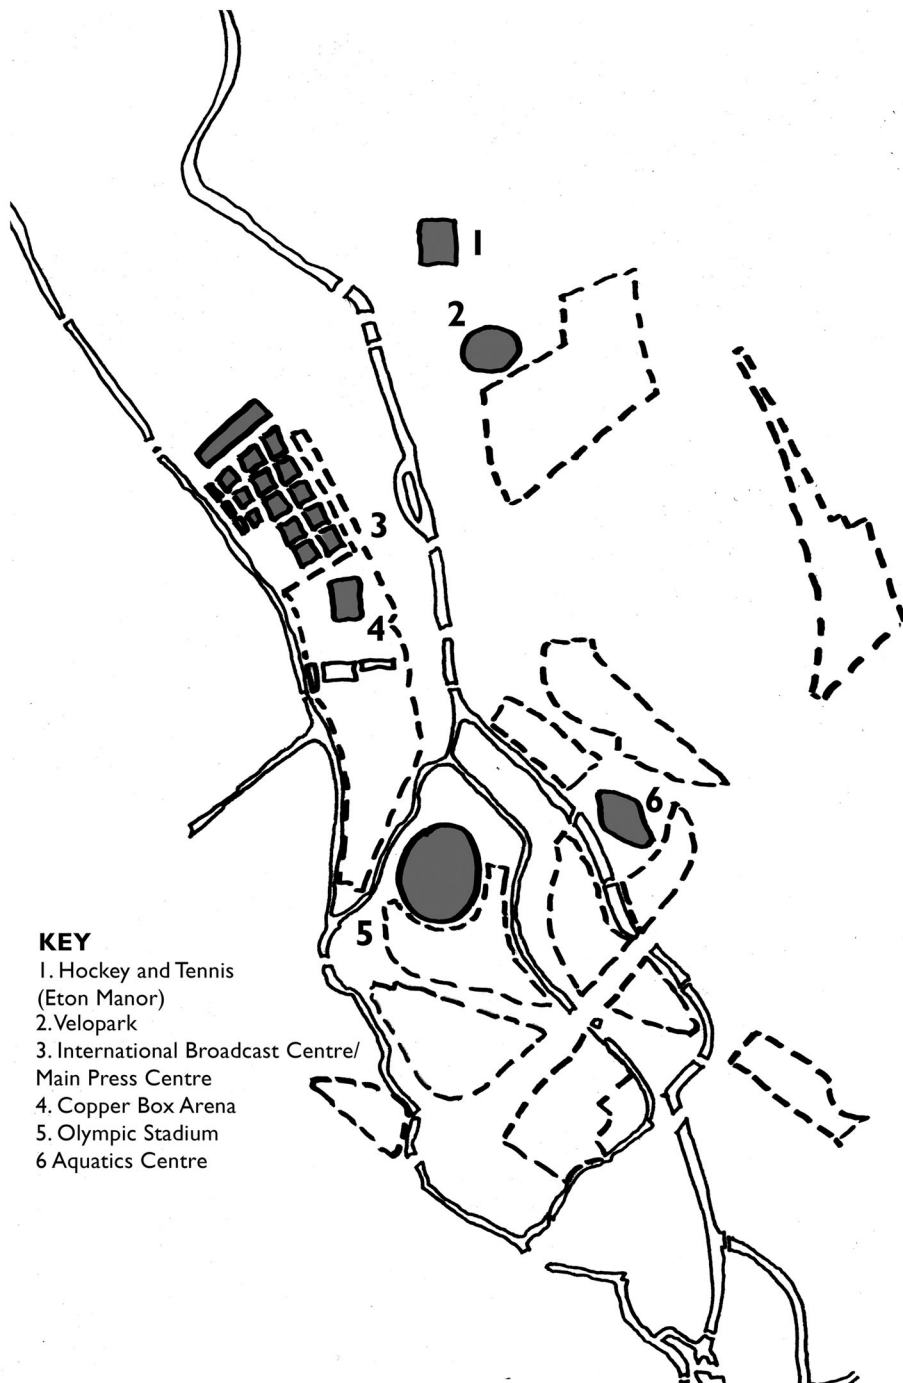 1
2
3
4
6
5
KEY
1. Hockey and Tennis
(Eton Manor)
2. Velopark
3. International Broadcast Centre/
Main Press Centre
4. Copper Box Arena
5. Olympic Stadium
6 Aquatics Centre